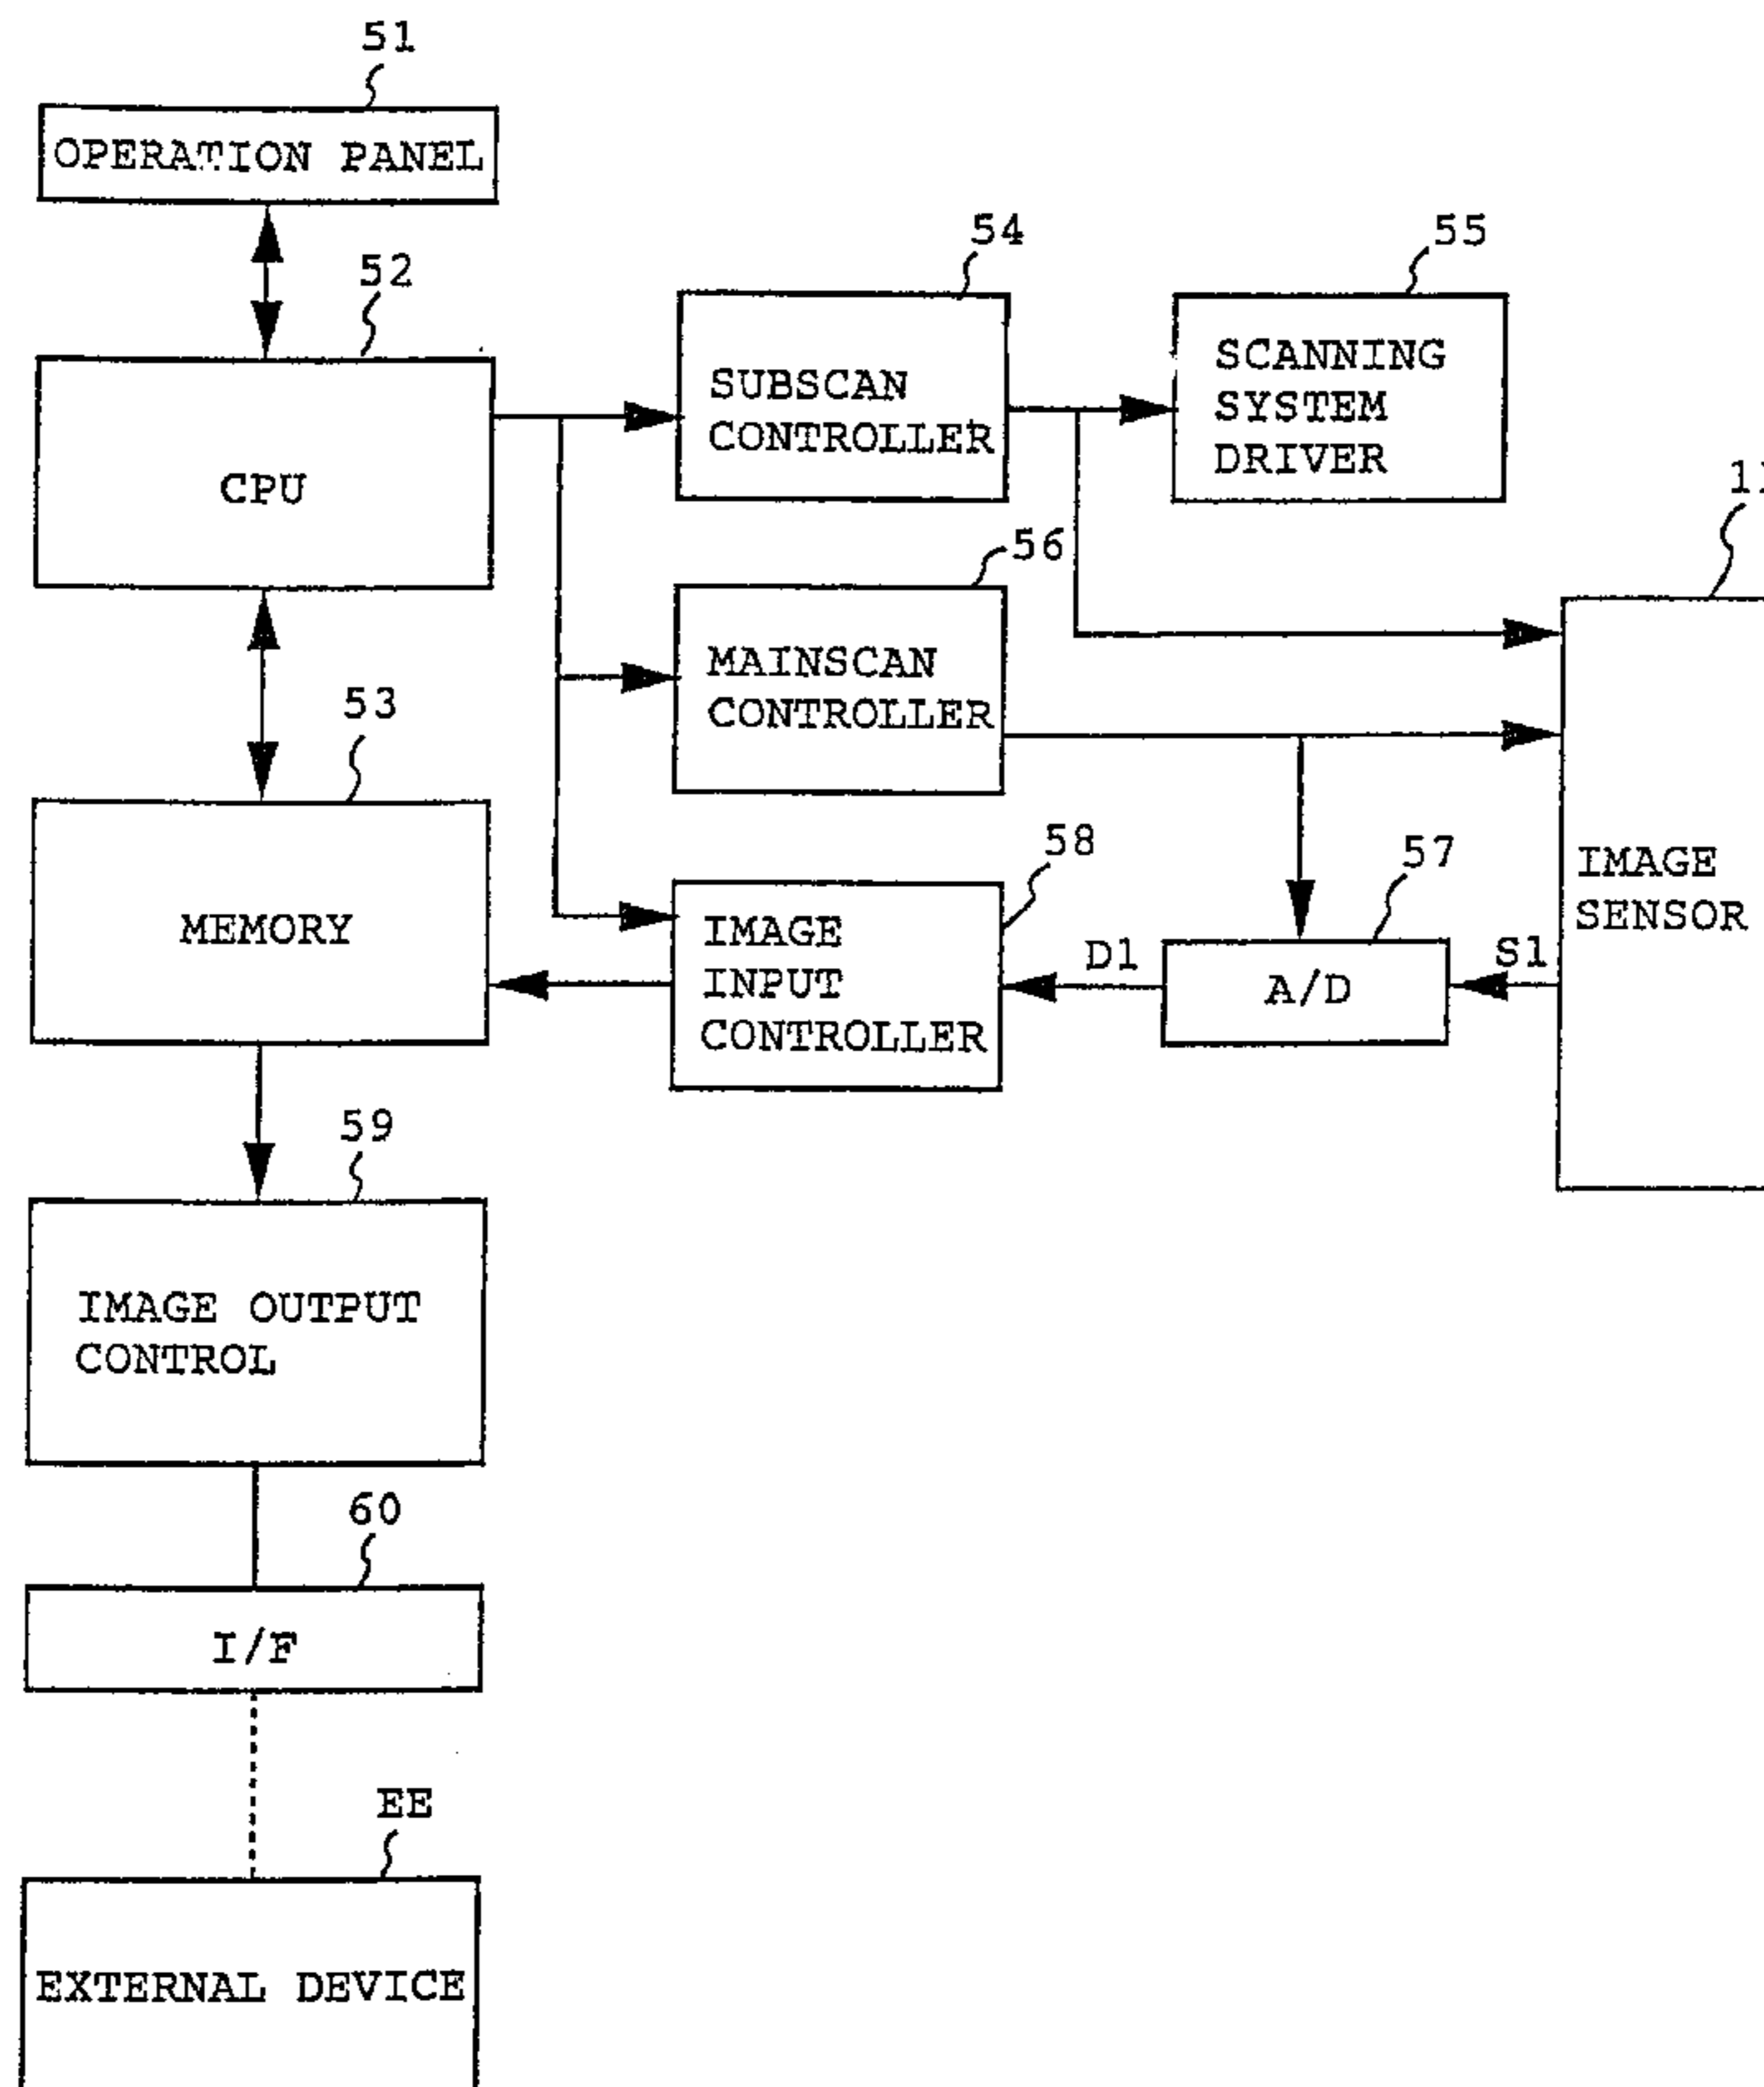 51
OPERATION PANEL
52
CPU
54
SUBSCAN
CONTROLLER
55
SCANNING
SYSTEM
DRIVER
56
MAINSCAN
CONTROLLER
53
MEMORY
58
IMAGE
INPUT
CONTROLLER
D1
57
A/D
S1
IMAGE
SENSOR
59
IMAGE OUTPUT
CONTROL
60
I/F
EE
EXTERNAL DEVICE